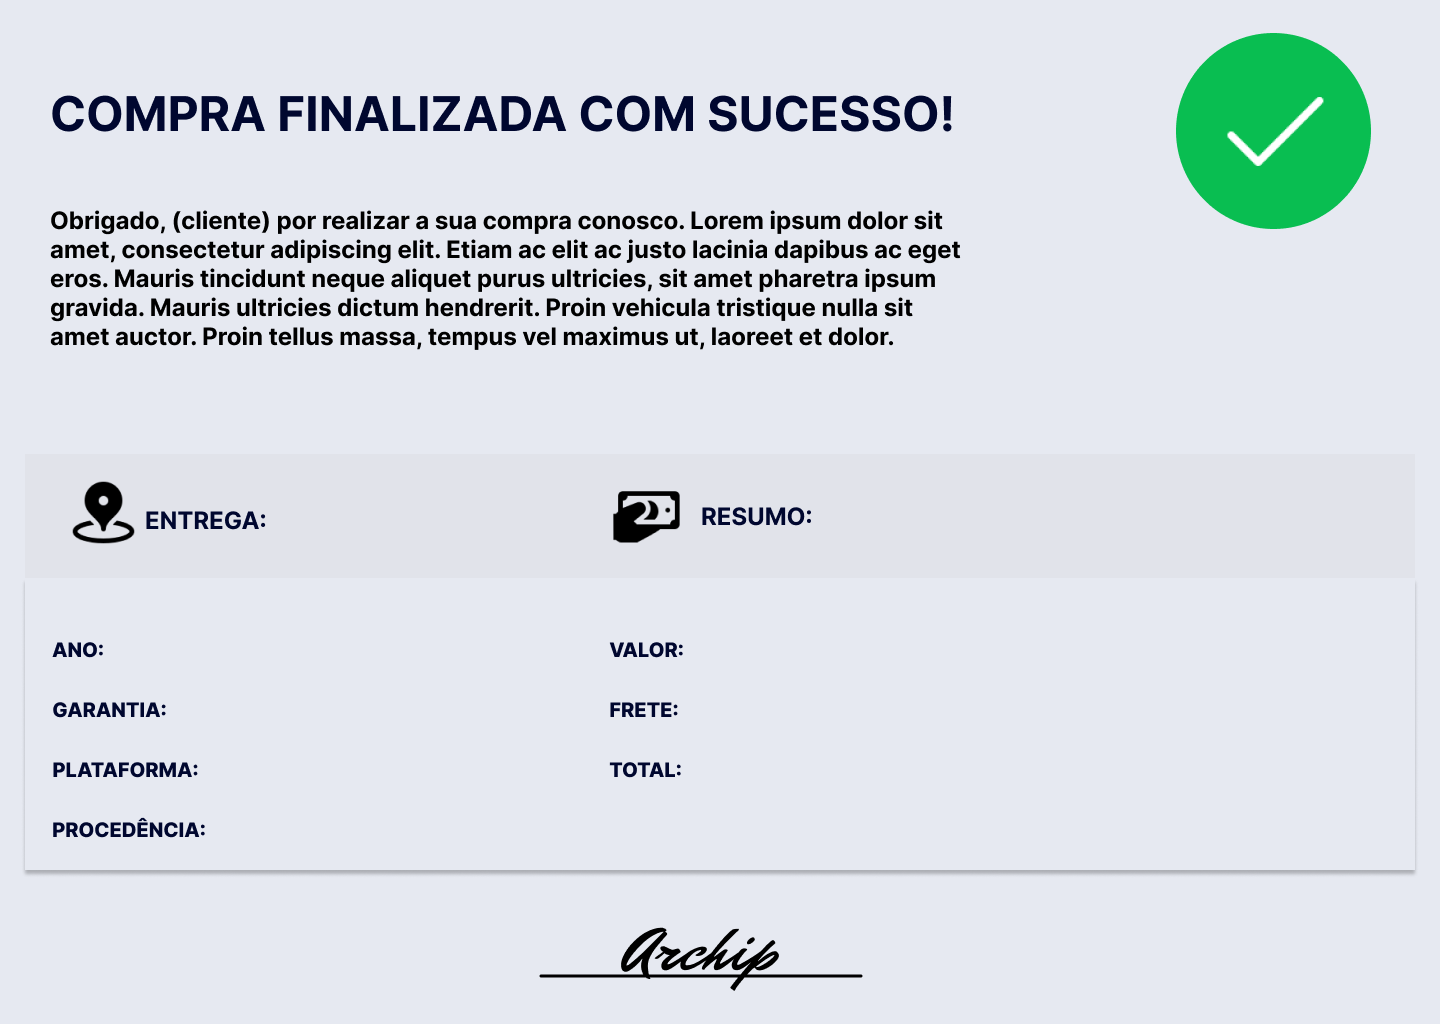 COMPRA FINALIZADA COM SUCESSO!
Obrigado, (cliente) por realizar a sua compra conosco. Lorem ipsum dolor sit
amet, consectetur adipiscing elit. Etiam ac elit ac justo lacinia dapibus ac eget
eros. Mauris tincidunt neque aliquet purus ultricies, sit amet pharetra ipsum
gravida. Mauris ultricies dictum hendrerit. Proin vehicula tristique nulla sit
amet auctor. Proin tellus massa, tempus vel maximus ut, laoreet et dolor.
ENTREGA:
RESUMO:
ANO:
VALOR:
GARANTIA:
FRETE:
PLATAFORMA:
TOTAL:
PROCEDÊNCIA:
Archip